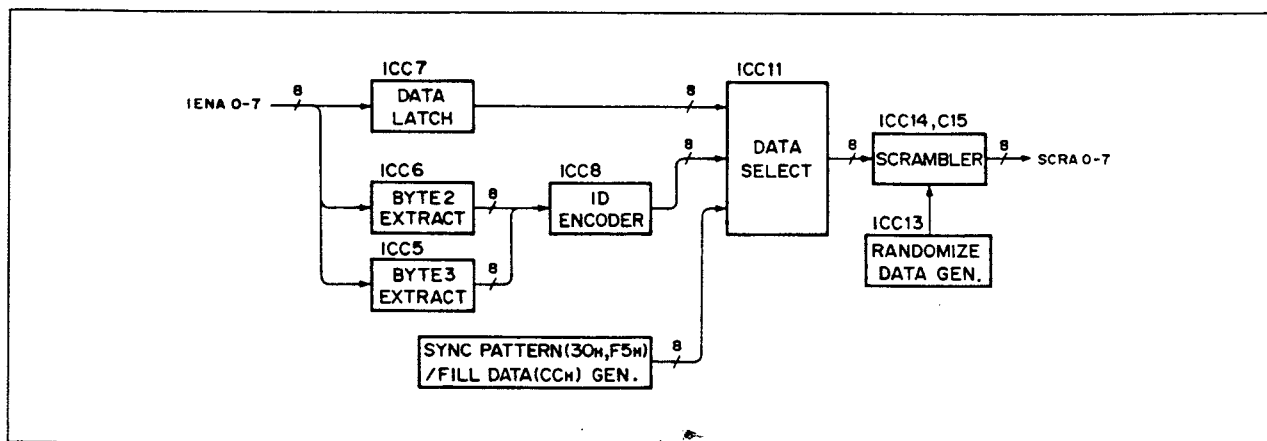 ICC7
8
IENA 0-7
DATA
LATCH
8
ICC11
DATA
SELECT
ICC6
BYTE2
EXTRACT
8
ICC8
ID
ENCODER
8
ICC5
BYTE3
EXTRACT
8
8
ICC14, C15
SCRAMBLER
8
SCRA 0-7
ICC13
RANDOMIZE
DATA GEN.
SYNC PATTERN(30H,F5H)
/FILL DATA(CCH) GEN.
8